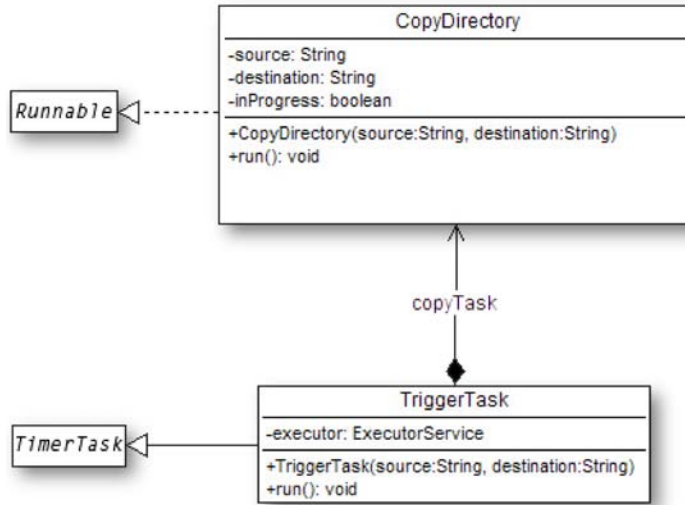 CopyDirectory
-source: String
-destination: String
-inProgress: boolean
Runnable
+CopyDirectory(source:String, destination:String)
+run(): void
copyTask
TriggerTask
-executor: ExecutorService
TimerTask
+TriggerTask(source:String, destination:String)
+run(): void